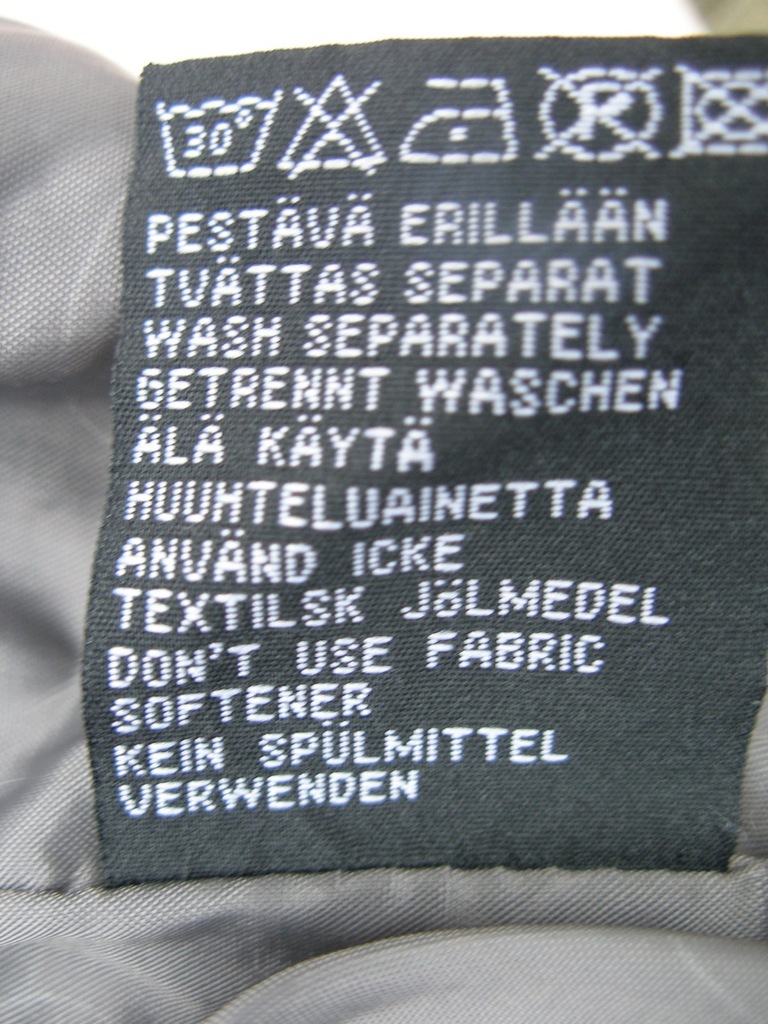 30°
PESTÄVÄ ERILLÄÄN
TVÄTTAS SEPARAT
WASH SEPARATELY
GETRENNT WASCHEN
ÄLÄ KÄYTÄ
HUUHTELUAINETTA
ANVÄND ICKE
TEXTILSK JöLMEDEL
DON'T USE FABRIC
SOFTENER
KEIN SPÜLMITTEL
VERWENDEN